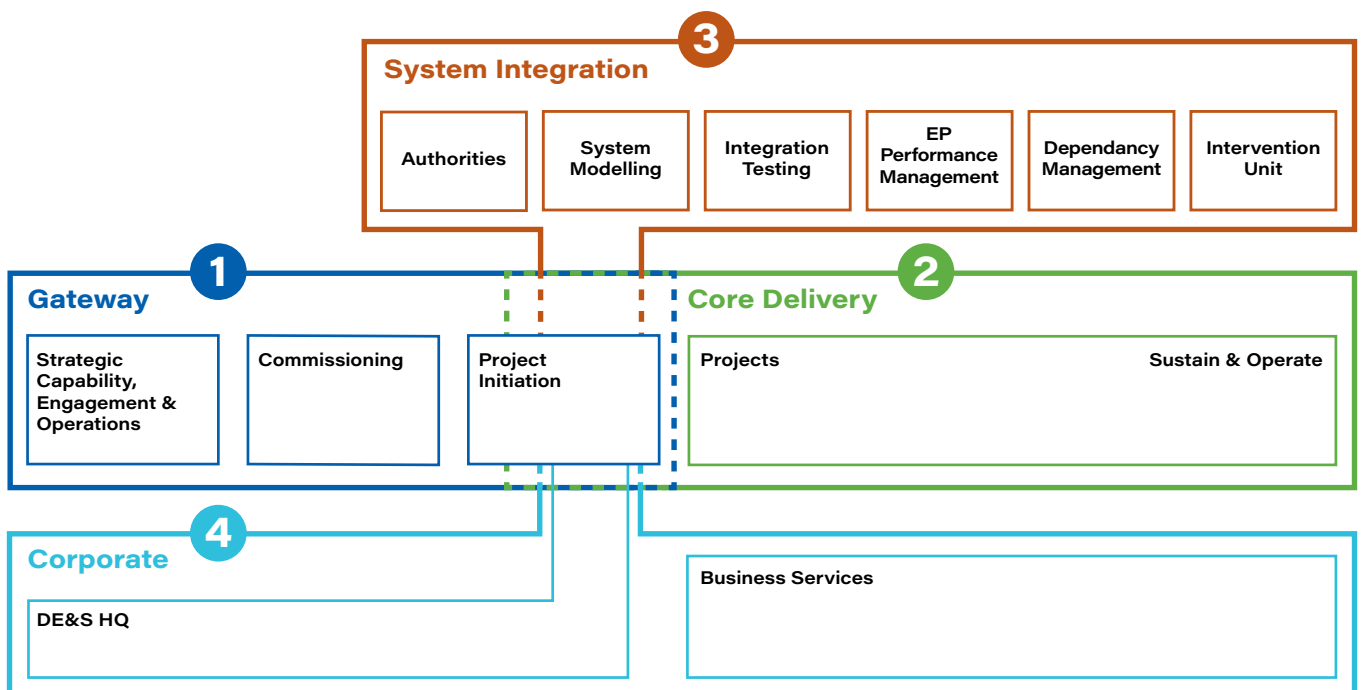 3
System Integration
Authorities
System
Modelling
Integration
Testing
EP
Performance
Management
Dependancy
Management
Intervention
Unit
1
Gateway
Strategic
Capability,
Engagement &
Operations
Commissioning
Project
Initiation
2
Core Delivery
Projects
Sustain & Operate
4
Corporate
DE&S HQ
Business Services